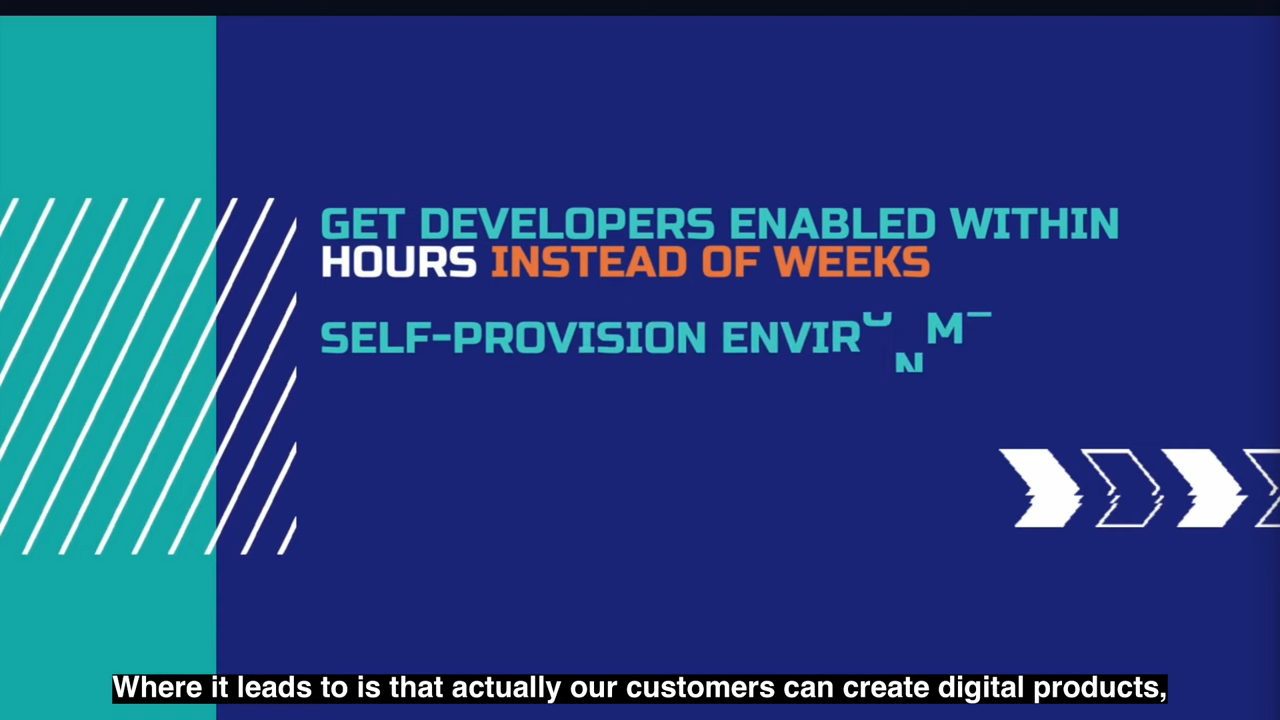 GET DEVELOPERS ENABLED WITHIN
HOURS INSTEAD OF WEEKS
SELF-PROVISION
Where it leads to is that actually our customers can create digital products,